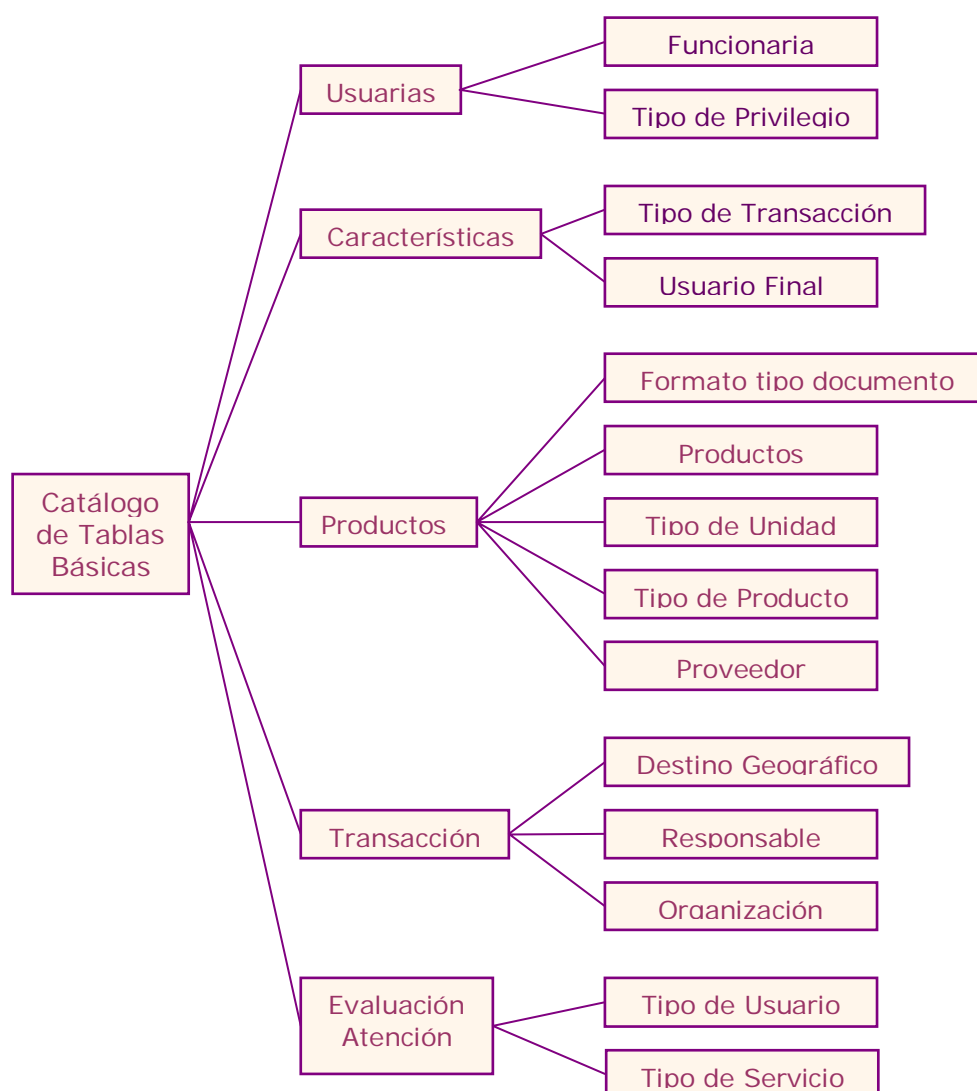 Funcionaria
Usuarias
Tipo de Privilegio
Tipo de Transacción
Características
Usuario Final
Formato tipo documento
Productos
Catálogo
de Tablas
Básicas
Productos
Tipo de Unidad
Tipo de Producto
Proveedor
Destino Geográfico
Transacción
Responsable
Organización
Evaluación
Atención
Tipo de Usuario
Tipo de Servicio